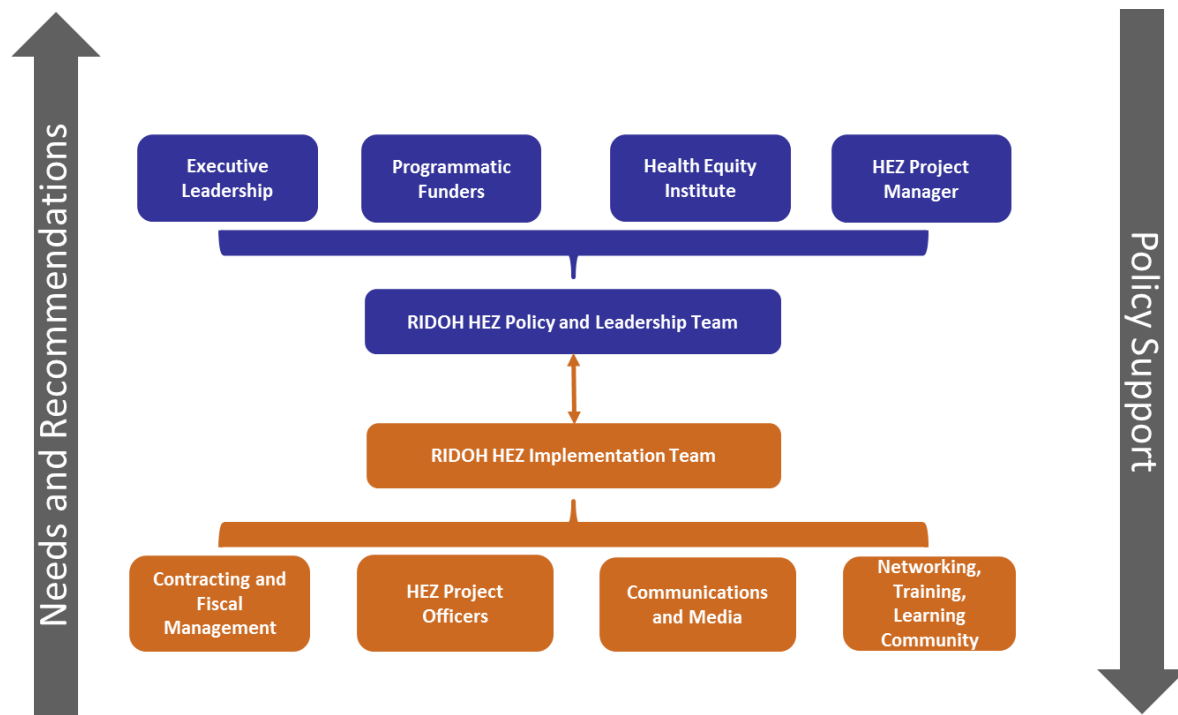 Needs and Recommendations
Executive
Leadership
Programmatic
Funders
Health Equity
Institute
HEZ Project
Manager
RIDOH HEZ Policy and Leadership Team
RIDOH HEZ Implementation Team
Contracting and
Fiscal
Management
HEZ Project
Officers
Communications
and Media
Networking,
Training,
Learning
Community
Policy Support